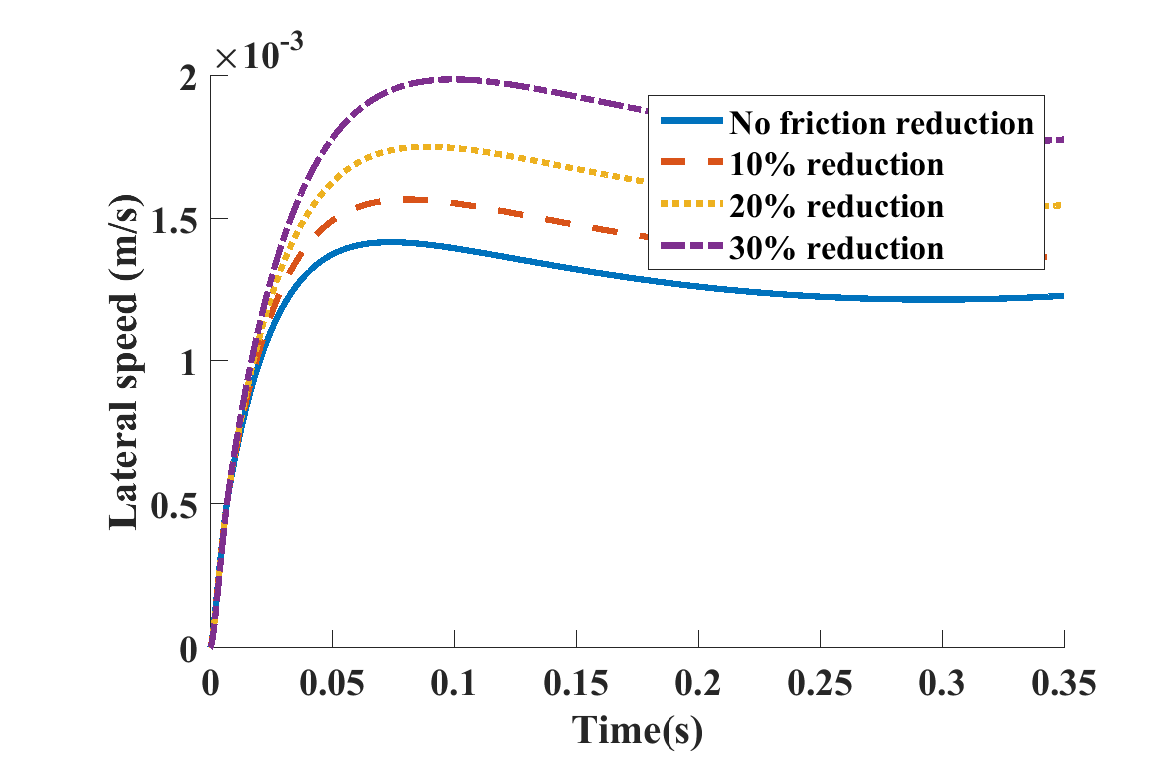 ×10-3
2
1.5
1
0.5
0
Lateral speed (m/s)
No friction reduction
10% reduction
20% reduction
30% reduction
0 0.05 0.1 0.15 0.2 0.25 0.3 0.35
Time(s)